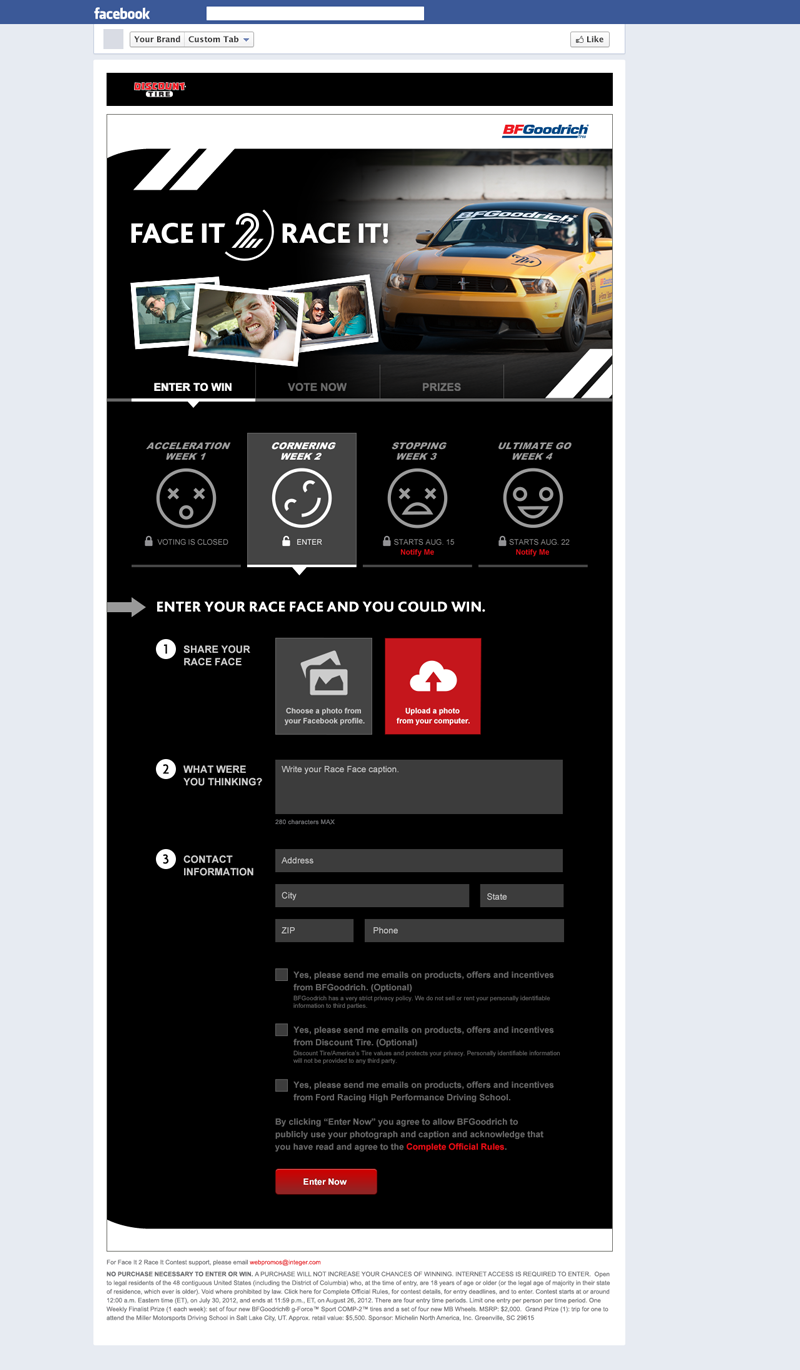 facebook
Your Brand Custom Tab
Like
DISCOUNT
TIRE
BFGoodrich
Tires
BFGoodrich
FACE IT 2 RACE IT!
ENTER TO WIN
VOTE NOW
PRIZES
ACCELERATION
WEEK 1
VOTING IS CLOSED
CORNERING
WEEK 2
ENTER
STOPPING
WEEK 3
STARTS AUG. 15
Notify Me
ULTIMATE GO
WEEK 4
STARTS AUG. 22
Notify Me
ENTER YOUR RACE FACE AND YOU COULD WIN.
1 SHARE YOUR
RACE FACE
Choose a photo from
your Facebook profile.
Upload a photo
from your computer.
2 WHAT WERE
YOU THINKING?
Write your Race Face caption.
280 characters MAX
3 CONTACT
INFORMATION
Address
City
State
ZIP
Phone
Yes, please send me emails on products, offers and incentives
from BFGoodrich. (Optional)
BFGoodrich has a very strict privacy policy. We do not sell or rent your personally identifiable
information to third parties.
Yes, please send me emails on products, offers and incentives
from Discount Tire. (Optional)
Discount Tire/America's Tire values and protects your privacy. Personally identifiable information
will not be provided to any third party.
Yes, please send me emails on products, offers and incentives
from Ford Racing High Performance Driving School.
By clicking “Enter Now” you agree to allow BFGoodrich to
publicly use your photograph and caption and acknowledge that
you have read and agree to the Complete Official Rules.
Enter Now
For Face It 2 Race It Contest support, please email webpromos@integer.com
NO PURCHASE NECESSARY TO ENTER OR WIN. A PURCHASE WILL NOT INCREASE YOUR CHANCES OF WINNING. INTERNET ACCESS IS REQUIRED TO ENTER. Open
to legal residents of the 48 contiguous United States (including the District of Columbia) who, at the time of entry, are 18 years of age or older (or the legal age of majority in their state
of residence, which ever is older). Void where prohibited by law. Click here for Complete Official Rules, for contest details, for entry deadlines, and to enter. Contest starts at or around
12:00 a.m. Eastern time (ET), on July 30, 2012, and ends at 11:59 p.m., ET, on August 26, 2012. There are four entry time periods. Limit one entry per person per time period. One
Weekly Finalist Prize (1 each week): set of four new BFGoodrich® g-Force™ Sport COMP-2™ tires and a set of four new MB Wheels. MSRP: $2,000. Grand Prize (1): trip for one to
attend the Miller Motorsports Driving School in Salt Lake City, UT. Approx. retail value: $5,500. Sponsor: Michelin North America, Inc. Greenville, SC 29615